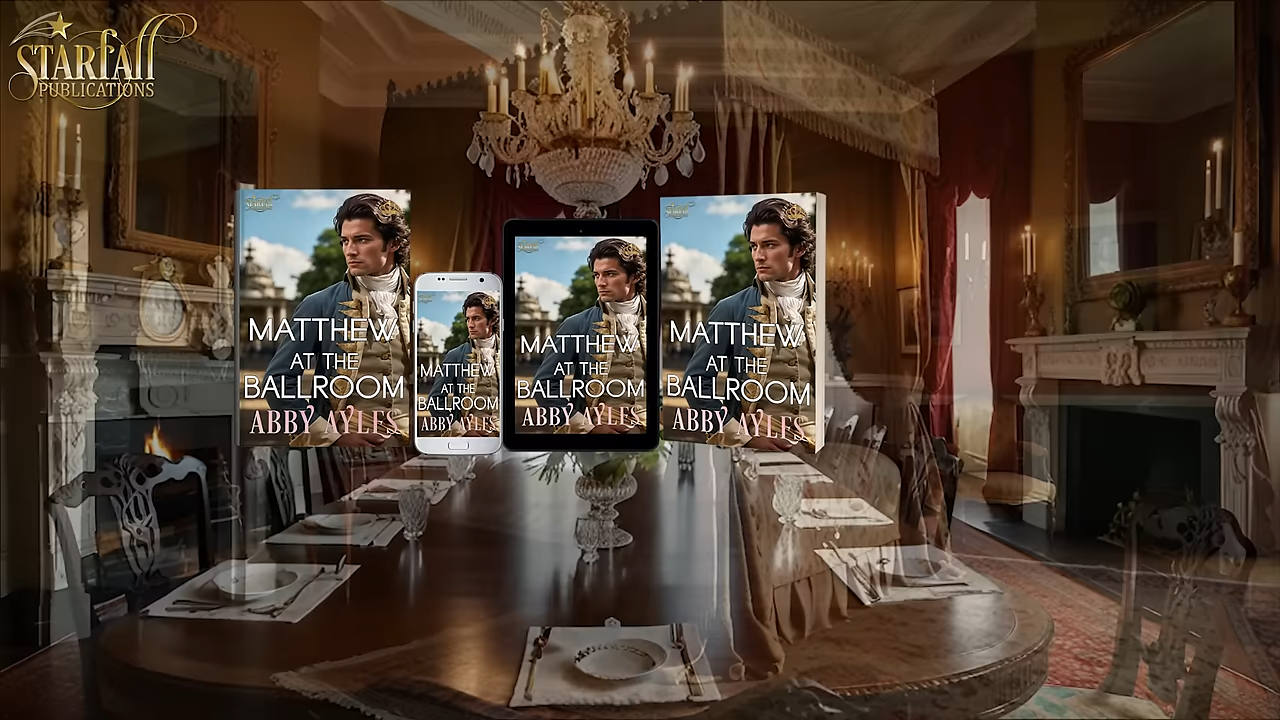 STARFALL
PUBLICATIONS
MATTHEW
AT THE
BALLROOM
ABBY AYLES
MATTHEW
AT THE
BALLROOM
ABBY AYLES
MATTHEW
AT THE
BALLROOM
ABBY AYLES
MATTHEW
AT THE
BALLROOM
ABBY AYLES